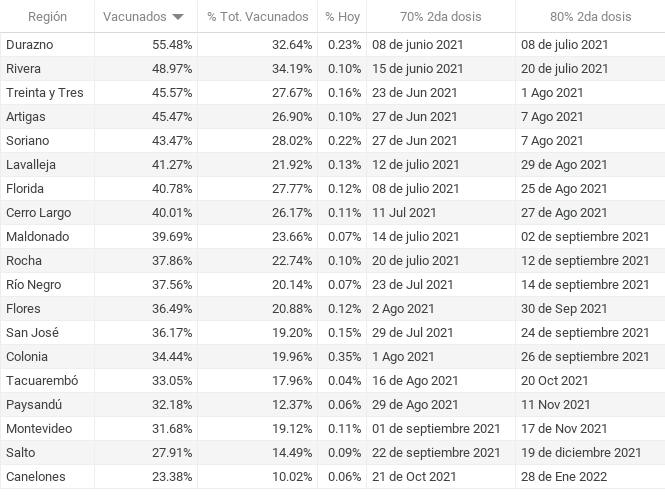 Región Vacunados % Tot. Vacunados % Hoy 70% 2da dosis 80% 2da dosis
Durazno 55.48% 32.64% 0.23% 08 de junio 2021 08 de julio 2021
Rivera 48.97% 34.19% 0.10% 15 de junio 2021 20 de julio 2021
Treinta y Tres 45.57% 27.67% 0.16% 23 de Jun 2021 1 Ago 2021
Artigas 45.47% 26.90% 0.10% 27 de Jun 2021 7 Ago 2021
Soriano 43.47% 28.02% 0.22% 27 de Jun 2021 7 Ago 2021
Lavalleja 41.27% 21.92% 0.13% 12 de julio 2021 29 de Ago 2021
Florida 40.78% 27.77% 0.12% 08 de julio 2021 25 de Ago 2021
Cerro Largo 40.01% 26.17% 0.11% 11 Jul 2021 27 de Ago 2021
Maldonado 39.69% 23.66% 0.07% 14 de julio 2021 02 de septiembre 2021
Rocha 37.86% 22.74% 0.10% 20 de julio 2021 12 de septiembre 2021
Río Negro 37.56% 20.14% 0.07% 23 de Jul 2021 14 de septiembre 2021
Flores 36.49% 20.88% 0.12% 2 Ago 2021 30 de Sep 2021
San José 36.17% 19.20% 0.15% 29 de Jul 2021 24 de septiembre 2021
Colonia 34.44% 19.96% 0.35% 1 Ago 2021 26 de septiembre 2021
Tacuarembó 33.05% 17.96% 0.04% 16 de Ago 2021 20 Oct 2021
Paysandú 32.18% 12.37% 0.06% 29 de Ago 2021 11 Nov 2021
Montevideo 31.68% 19.12% 0.11% 01 de septiembre 2021 17 de Nov 2021
Salto 27.91% 14.49% 0.09% 22 de septiembre 2021 19 de diciembre 2021
Canelones 23.38% 10.02% 0.06% 21 de Oct 2021 28 de Ene 2022